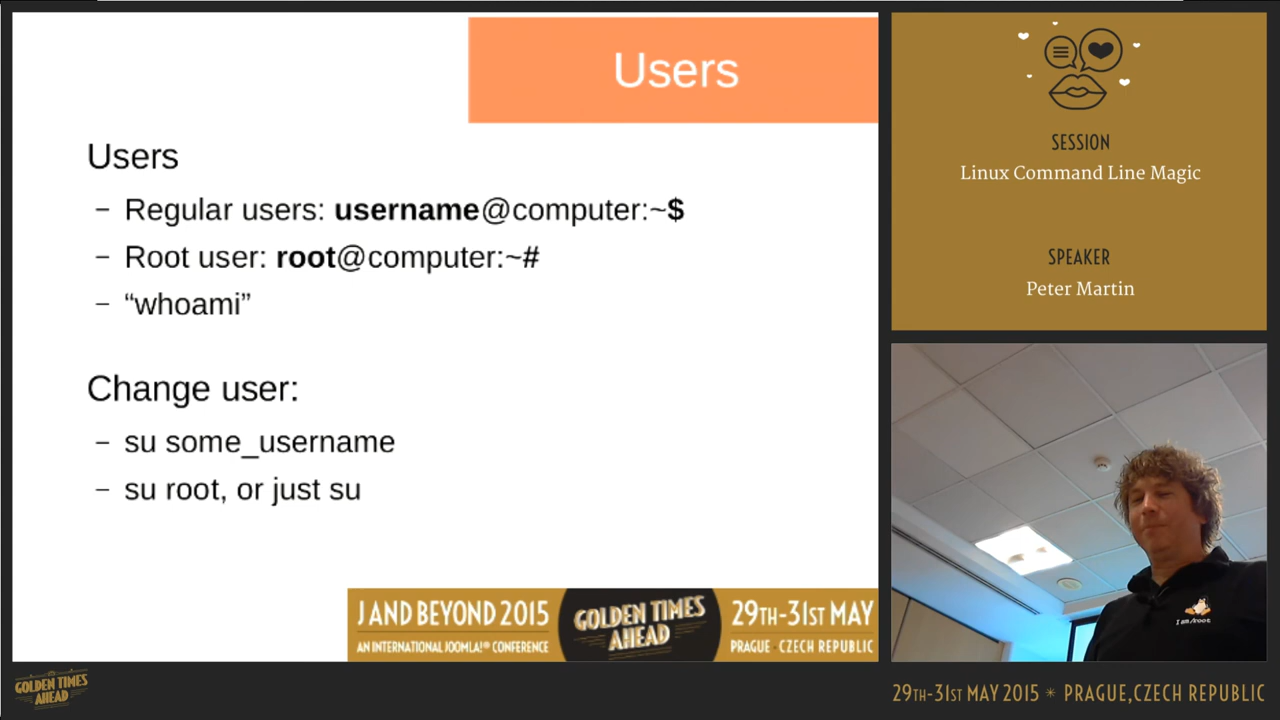 Users
Users
– Regular users: username@computer:~$
– Root user: root@computer:~#
– “whoami”
Change user:
– su some_username
– su root, or just su
J AND BEYOND 2015
AN INTERNATIONAL JOOMLA!® CONFERENCE
GOLDEN TIMES
AHEAD
29TH-31ST MAY
PRAGUE - CZECH REPUBLIC
SESSION
Linux Command Line Magic
SPEAKER
Peter Martin
I am /root
GOLDEN TIMES
AHEAD
29TH-31ST MAY 2015 * PRAGUE,CZECH REPUBLIC